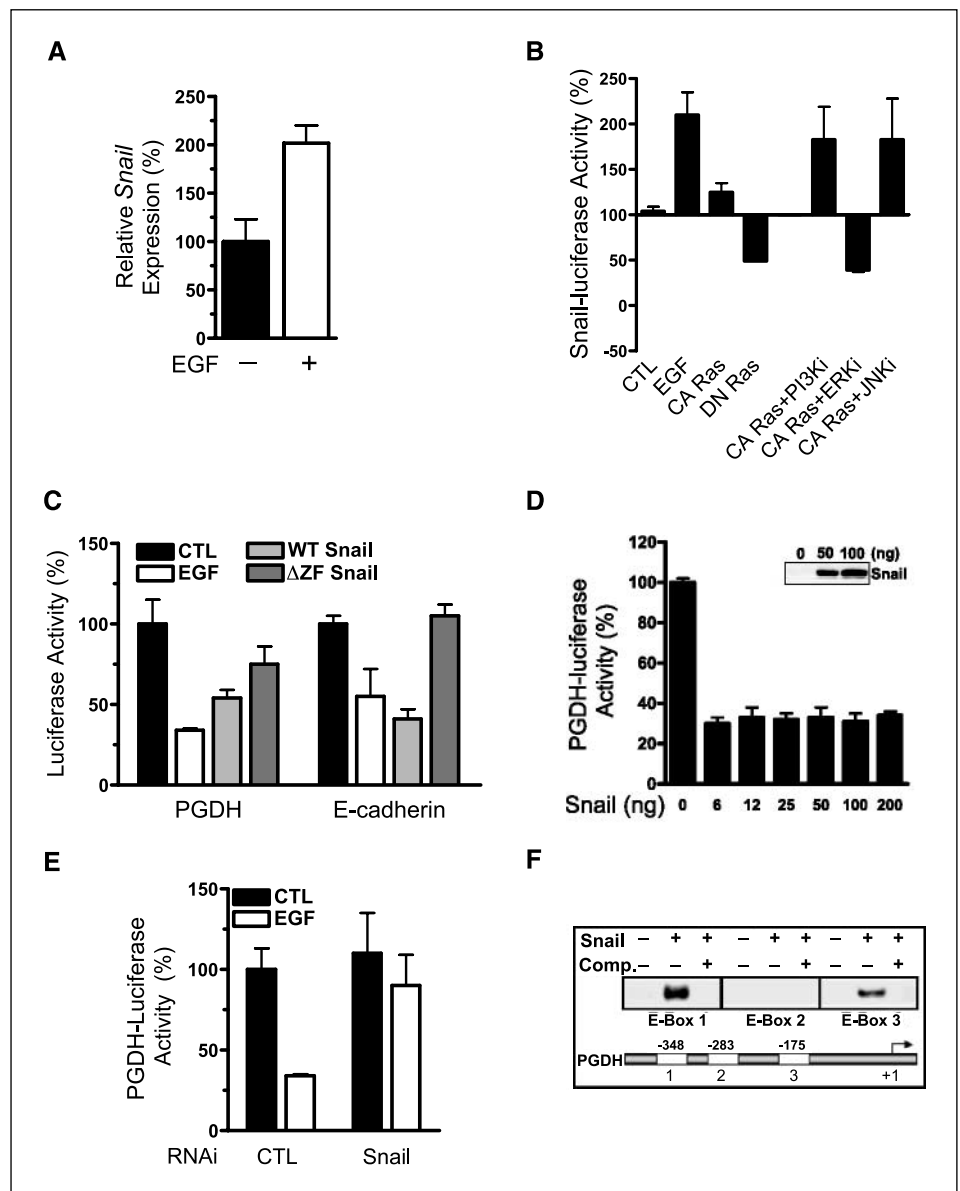 A
Relative Snail
Expression (%)
250
200
150
100
50
0
EGF − +
B
Snail-luciferase Activity (%)
250
200
150
100
50
0
-50
CTL
EGF
CA Ras
DN Ras
CA Ras+PI3Ki
CA Ras+ERKi
CA Ras+JNKi
C
Luciferase Activity (%)
150
100
50
0
CTL
EGF
WT Snail
ΔZF Snail
PGDH E-cadherin
D
PGDH-luciferase
Activity (%)
120
100
80
60
40
20
0
0 50 100 (ng)
Snail
Snail (ng) 0 6 12 25 50 100 200
E
PGDH-Luciferase
Activity (%)
150
100
50
0
CTL
EGF
RNAi CTL Snail
F
Snail − + + − + + − + +
Comp. − − + − − + − − +
E-Box 1 E-Box 2 E-Box 3
-348 -283 -175
PGDH
1 2 3 +1